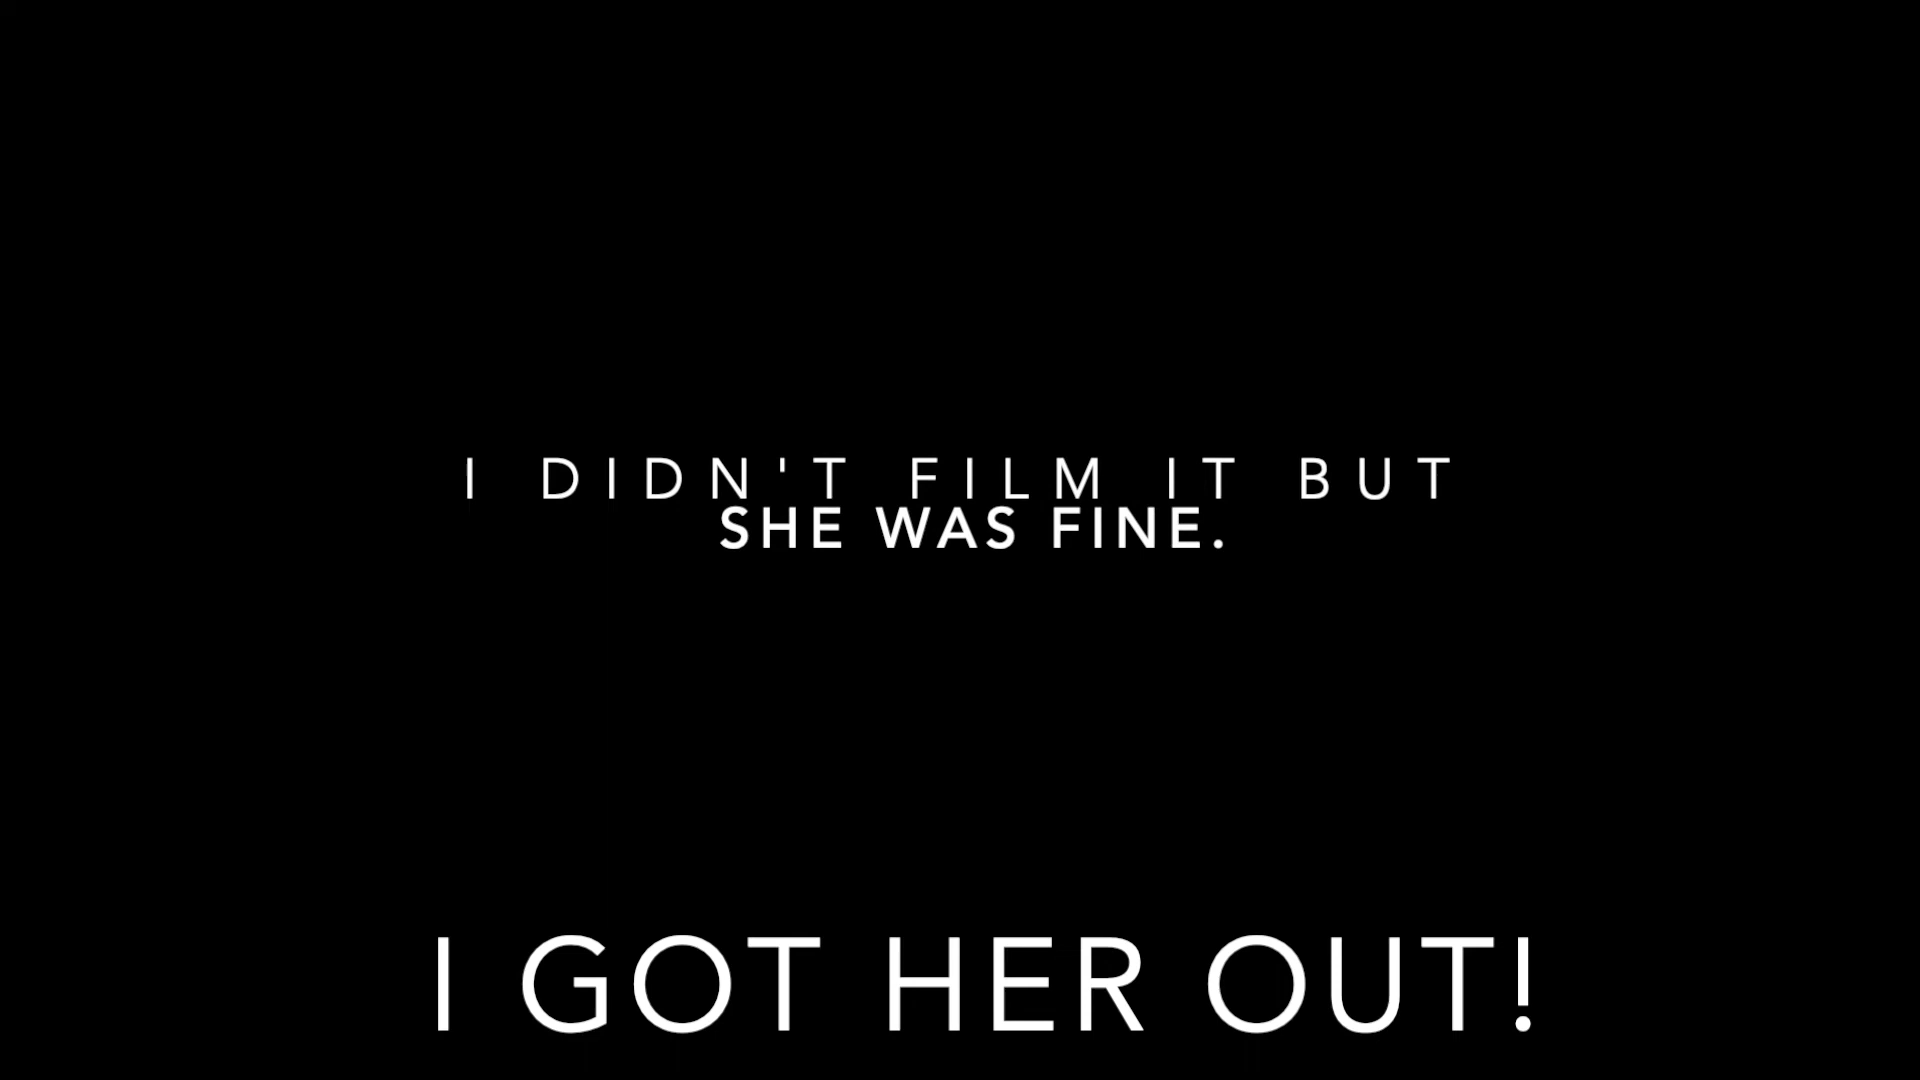 I DIDN'T FILM IT BUT
SHE WAS FINE.
I GOT HER OUT!